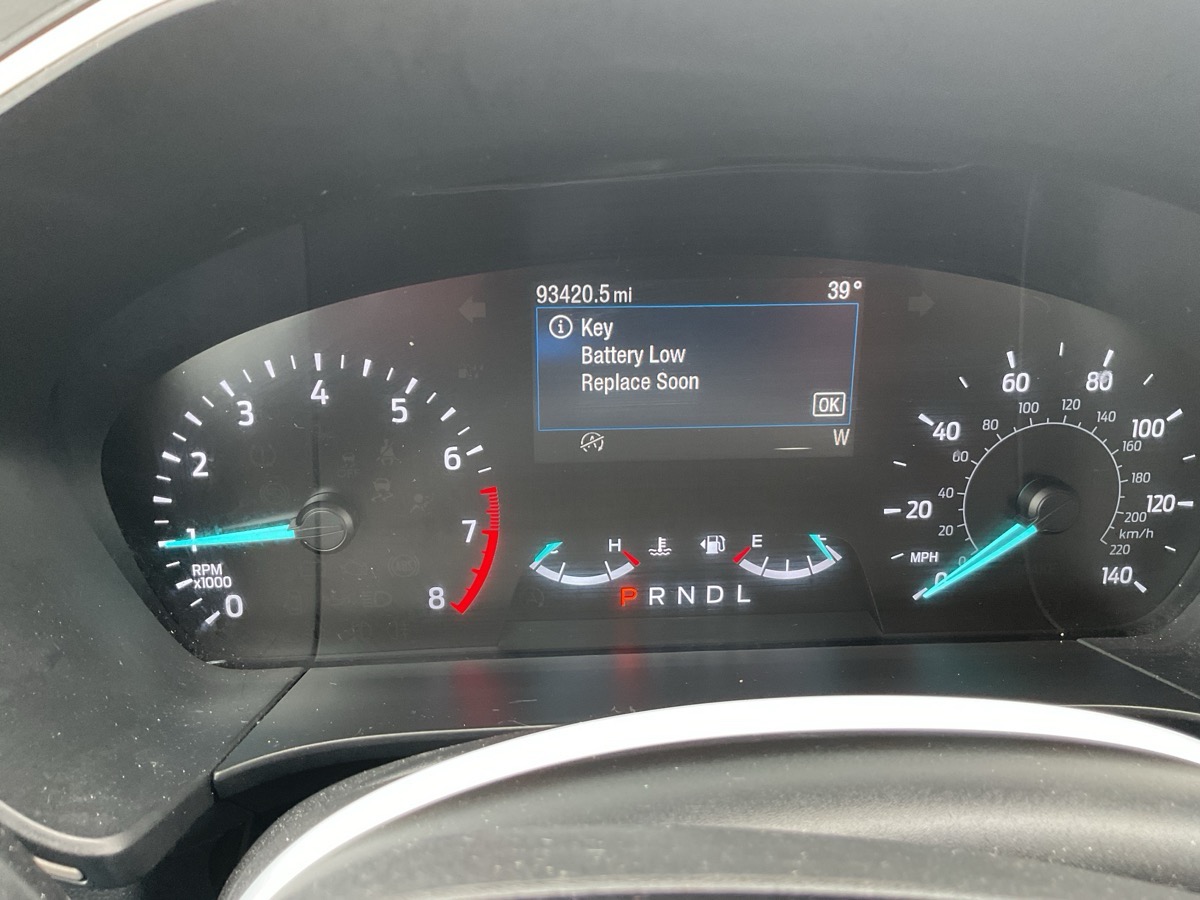 93420.5 mi 39°
Key
Battery Low
Replace Soon
OK
W
0 1 2 3 4 5 6 7 8
RPM
x1000
H
E
P R N D L
0 20 40 60 80 100 120 140
MPH
0 20 40 60 80 100 120 140 160 180 200 220
km/h